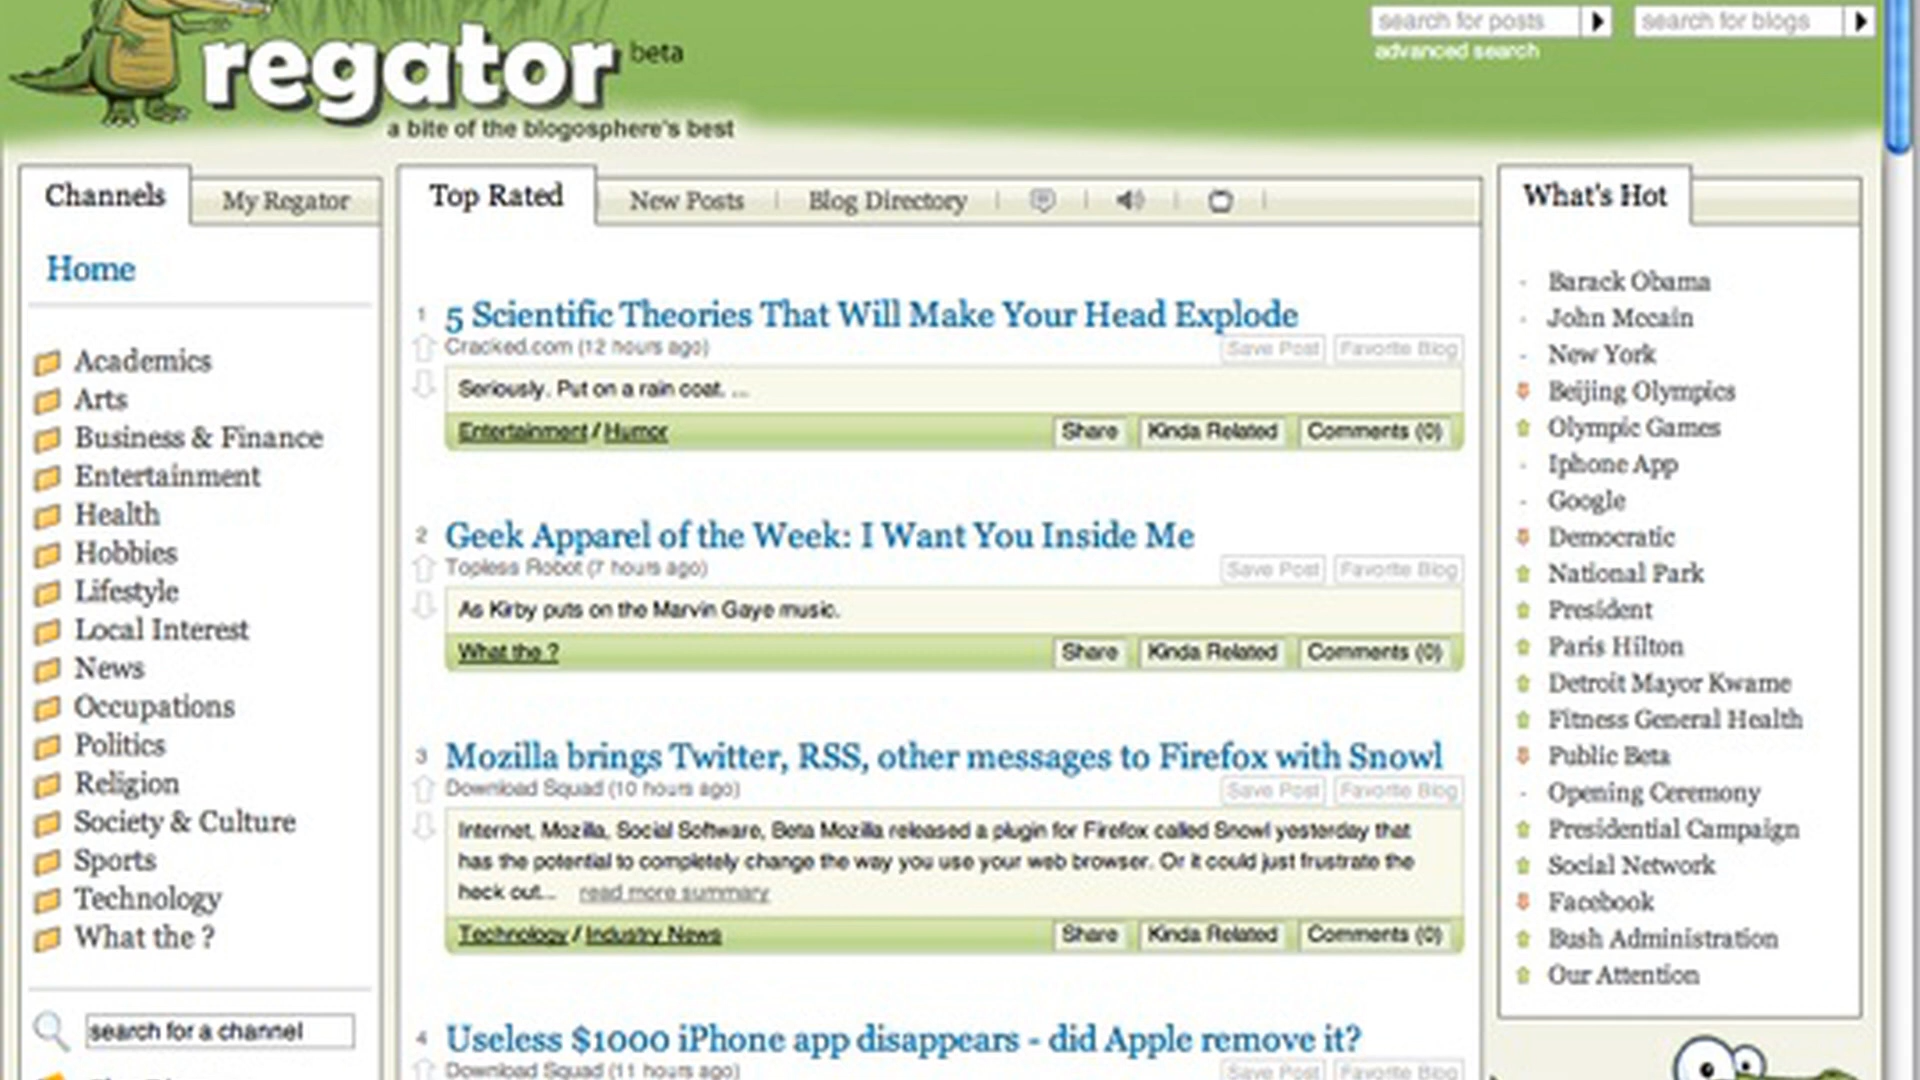 regator beta
a bite of the blogosphere's best
search for posts
search for blogs
advanced search
Channels
My Regator
Home
Academics
Arts
Business & Finance
Entertainment
Health
Hobbies
Lifestyle
Local Interest
News
Occupations
Politics
Religion
Society & Culture
Sports
Technology
What the ?
search for a channel
Top Rated
New Posts
Blog Directory
1
5 Scientific Theories That Will Make Your Head Explode
Cracked.com (12 hours ago)
Save Post
Favorite Blog
Seriously. Put on a rain coat. ...
Entertainment / Humor
Share
Kinda Related
Comments (0)
2
Geek Apparel of the Week: I Want You Inside Me
Topless Robot (7 hours ago)
Save Post
Favorite Blog
As Kirby puts on the Marvin Gaye music.
What the ?
Share
Kinda Related
Comments (0)
3
Mozilla brings Twitter, RSS, other messages to Firefox with Snowl
Download Squad (10 hours ago)
Save Post
Favorite Blog
Internet, Mozilla, Social Software, Beta Mozilla released a plugin for Firefox called Snowl yesterday that
has the potential to completely change the way you use your web browser. Or it could just frustrate the
heck out... read more summary
Technology / Industry News
Share
Kinda Related
Comments (0)
4
Useless $1000 iPhone app disappears - did Apple remove it?
Download Squad (11 hours ago)
Save Post
Favorite Blog
What's Hot
- Barack Obama
- John Mccain
- New York
Beijing Olympics
Olympic Games
- Iphone App
- Google
Democratic
National Park
President
Paris Hilton
Detroit Mayor Kwame
Fitness General Health
Public Beta
- Opening Ceremony
Presidential Campaign
Social Network
Facebook
Bush Administration
Our Attention